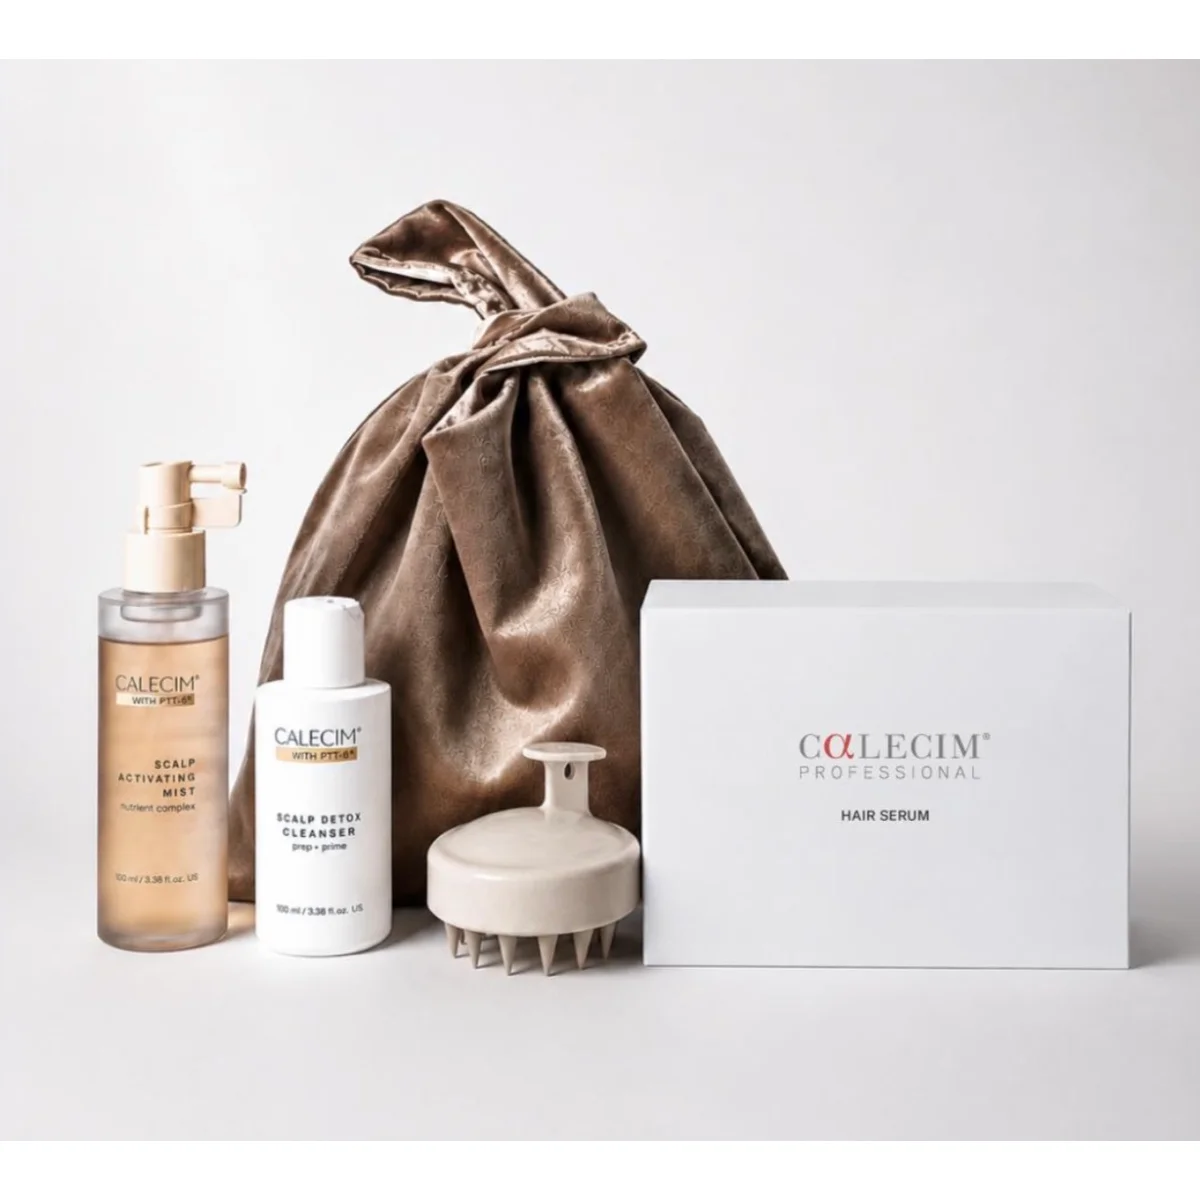 CALECIM®
WITH PTT-6®
SCALP
ACTIVATING
MIST
nutrient complex
100 ml / 3.38 fl. oz. US
CALECIM®
WITH PTT-6®
SCALP DETOX
CLEANSER
prep + prime
100 ml / 3.38 fl. oz. US
CαLECIM®
PROFESSIONAL
HAIR SERUM